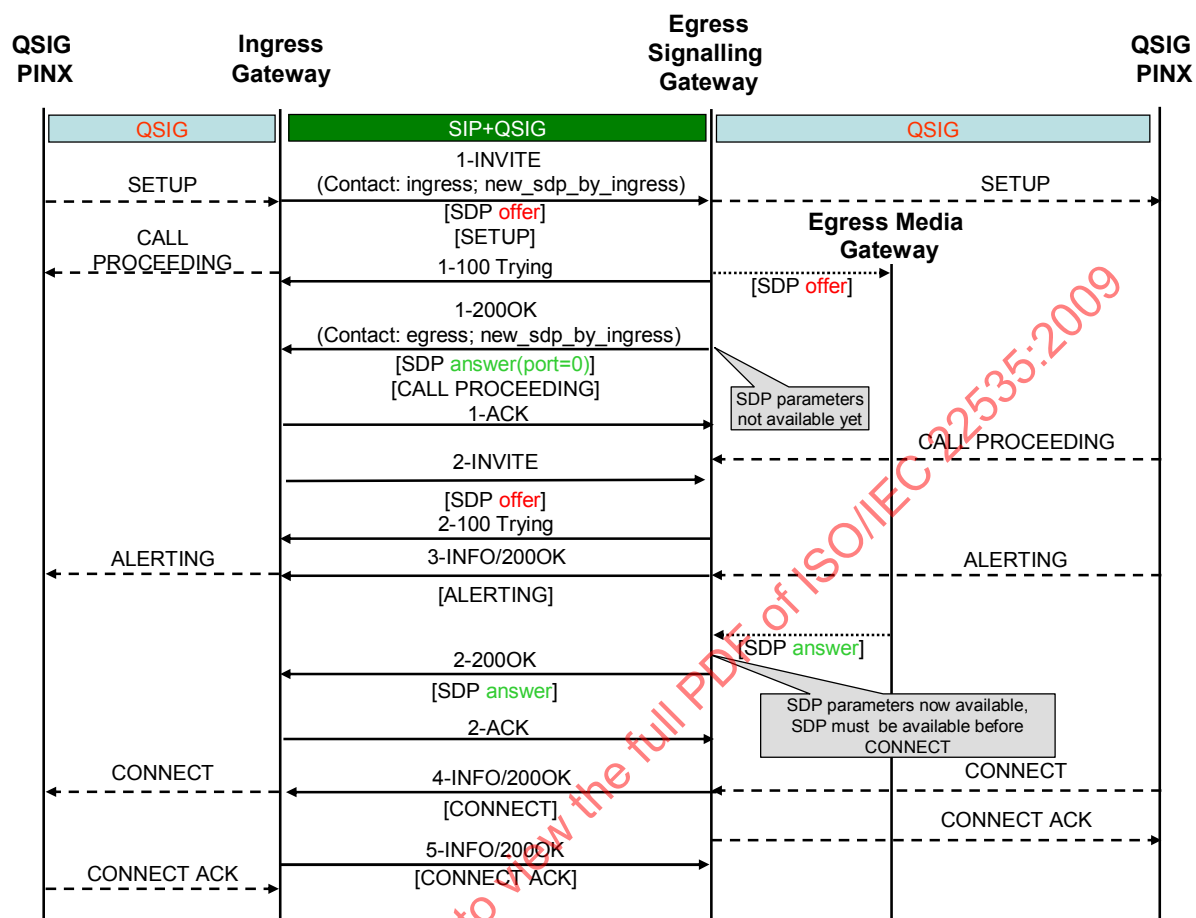 QSIG
PINX
Ingress
Gateway
Egress
Signalling
Gateway
QSIG
PINX
QSIG
SIP+QSIG
QSIG
1-INVITE
SETUP
(Contact: ingress; new_sdp_by_ingress)
SETUP
[SDP offer]
[SETUP]
Egress Media
Gateway
CALL
PROCEEDING
1-100 Trying
[SDP offer]
1-200OK
(Contact: egress; new_sdp_by_ingress)
[SDP answer(port=0)]
[CALL PROCEEDING]
SDP parameters
not available yet
1-ACK
CALL PROCEEDING
2-INVITE
[SDP offer]
2-100 Trying
ALERTING
3-INFO/200OK
ALERTING
[ALERTING]
[SDP answer]
2-200OK
[SDP answer]
SDP parameters now available,
SDP must be available before
CONNECT
2-ACK
CONNECT
4-INFO/200OK
CONNECT
[CONNECT]
CONNECT ACK
5-INFO/200OK
CONNECT ACK
[CONNECT ACK]
to view the full PDF of ISO/IEC 22535:2009